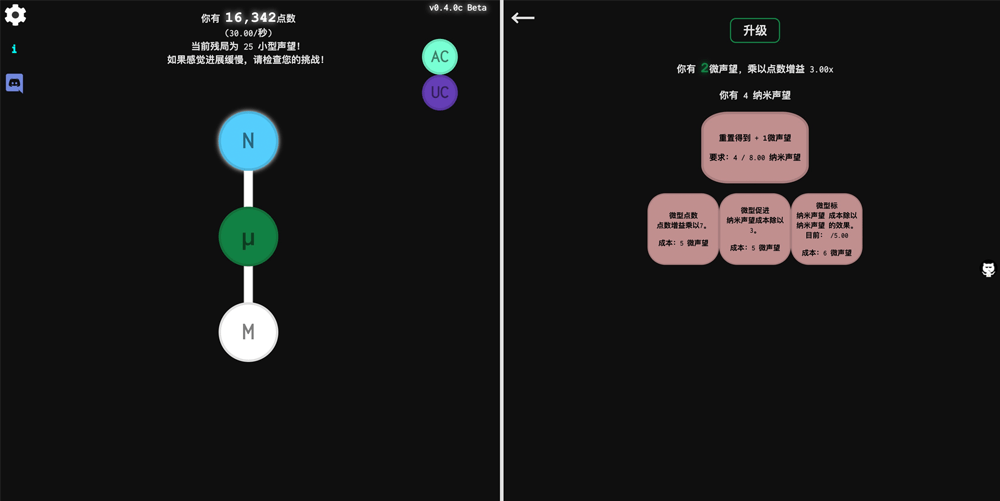 v0.4.0c Beta
你有 16,342点数
(30.00/秒)
当前残局为 25 小型声望!
如果感觉进展缓慢, 请检查您的挑战!
i
AC
UC
N
μ
M
升级
你有 2微声望, 乘以点数增益 3.00x
你有 4 纳米声望
重置得到 + 1微声望
要求: 4 / 8.00 纳米声望
微型点数
点数增益乘以7。
成本: 5 微声望
微型促进
纳米声望成本除以
3。
成本: 5 微声望
微型标
纳米声望 成本除以
纳米声望 的效果。
目前: /5.00
成本: 6 微声望